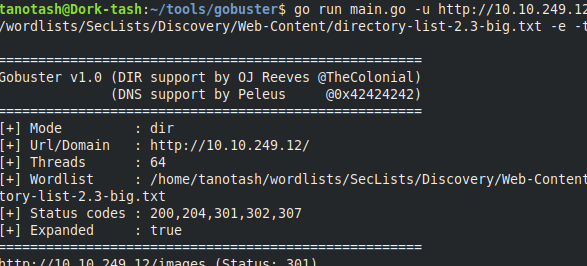 tanotash@Dork-tash:~/tools/gobuster$ go run main.go -u http://10.10.249.12
/wordlists/SecLists/Discovery/Web-Content/directory-list-2.3-big.txt -e -t
=====================================================
Gobuster v1.0 (DIR support by OJ Reeves @TheColonial)
              (DNS support by Peleus      @0x42424242)
=====================================================
[+] Mode         : dir
[+] Url/Domain   : http://10.10.249.12/
[+] Threads      : 64
[+] Wordlist     : /home/tanotash/wordlists/SecLists/Discovery/Web-Content
tory-list-2.3-big.txt
[+] Status codes : 200,204,301,302,307
[+] Expanded     : true
=====================================================
http://10.10.249.12/images (Status: 301)